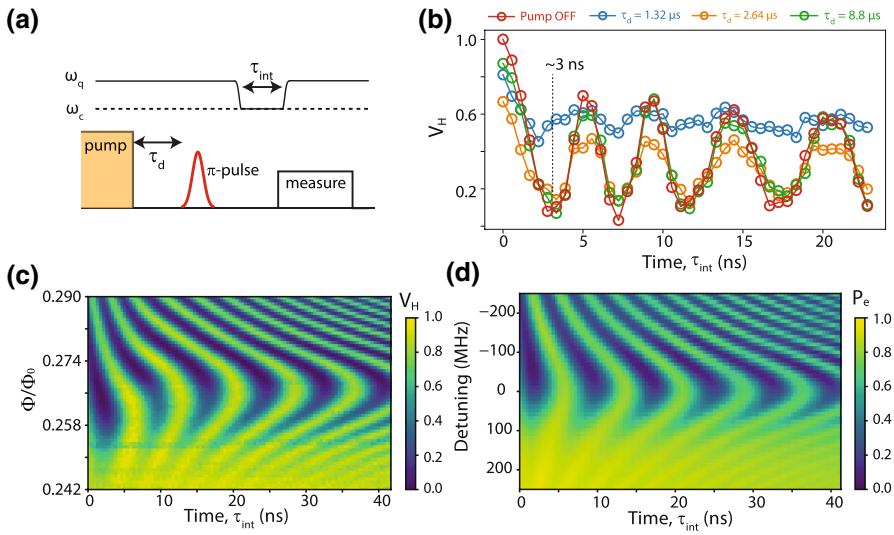 (a)
ω_q
τ_int
ω_c
pump
τ_d
π-pulse
measure
(b)
Pump OFF
τ_d = 1.32 μs
τ_d = 2.64 μs
τ_d = 8.8 μs
~3 ns
V_H
1.0
0.6
0.2
0
5
10
15
20
Time, τ_int (ns)
(c)
V_H
0.290
0.274
0.258
0.242
Φ/Φ₀
1.0
0.8
0.6
0.4
0.2
0.0
0
10
20
30
40
Time, τ_int (ns)
(d)
P_e
−200
−100
0
100
200
Detuning (MHz)
1.0
0.8
0.6
0.4
0.2
0.0
0
10
20
30
40
Time, τ_int (ns)